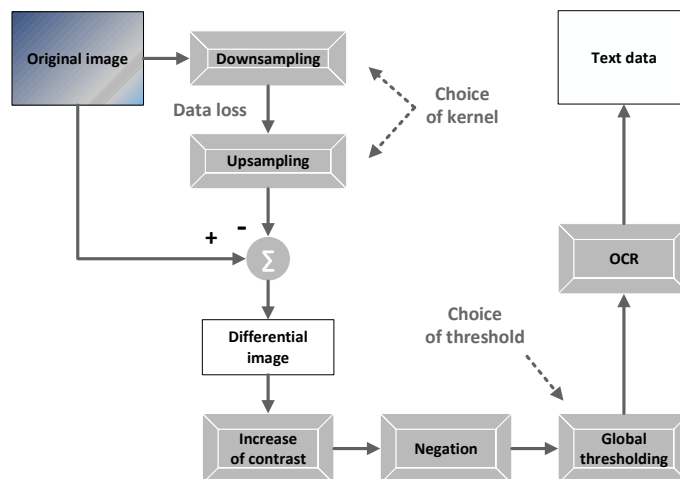 Original image
Downsampling
Text data
Data loss
Choice
of kernel
Upsampling
+
-
Σ
OCR
Choice
of threshold
Differential
image
Increase
of contrast
Negation
Global
thresholding